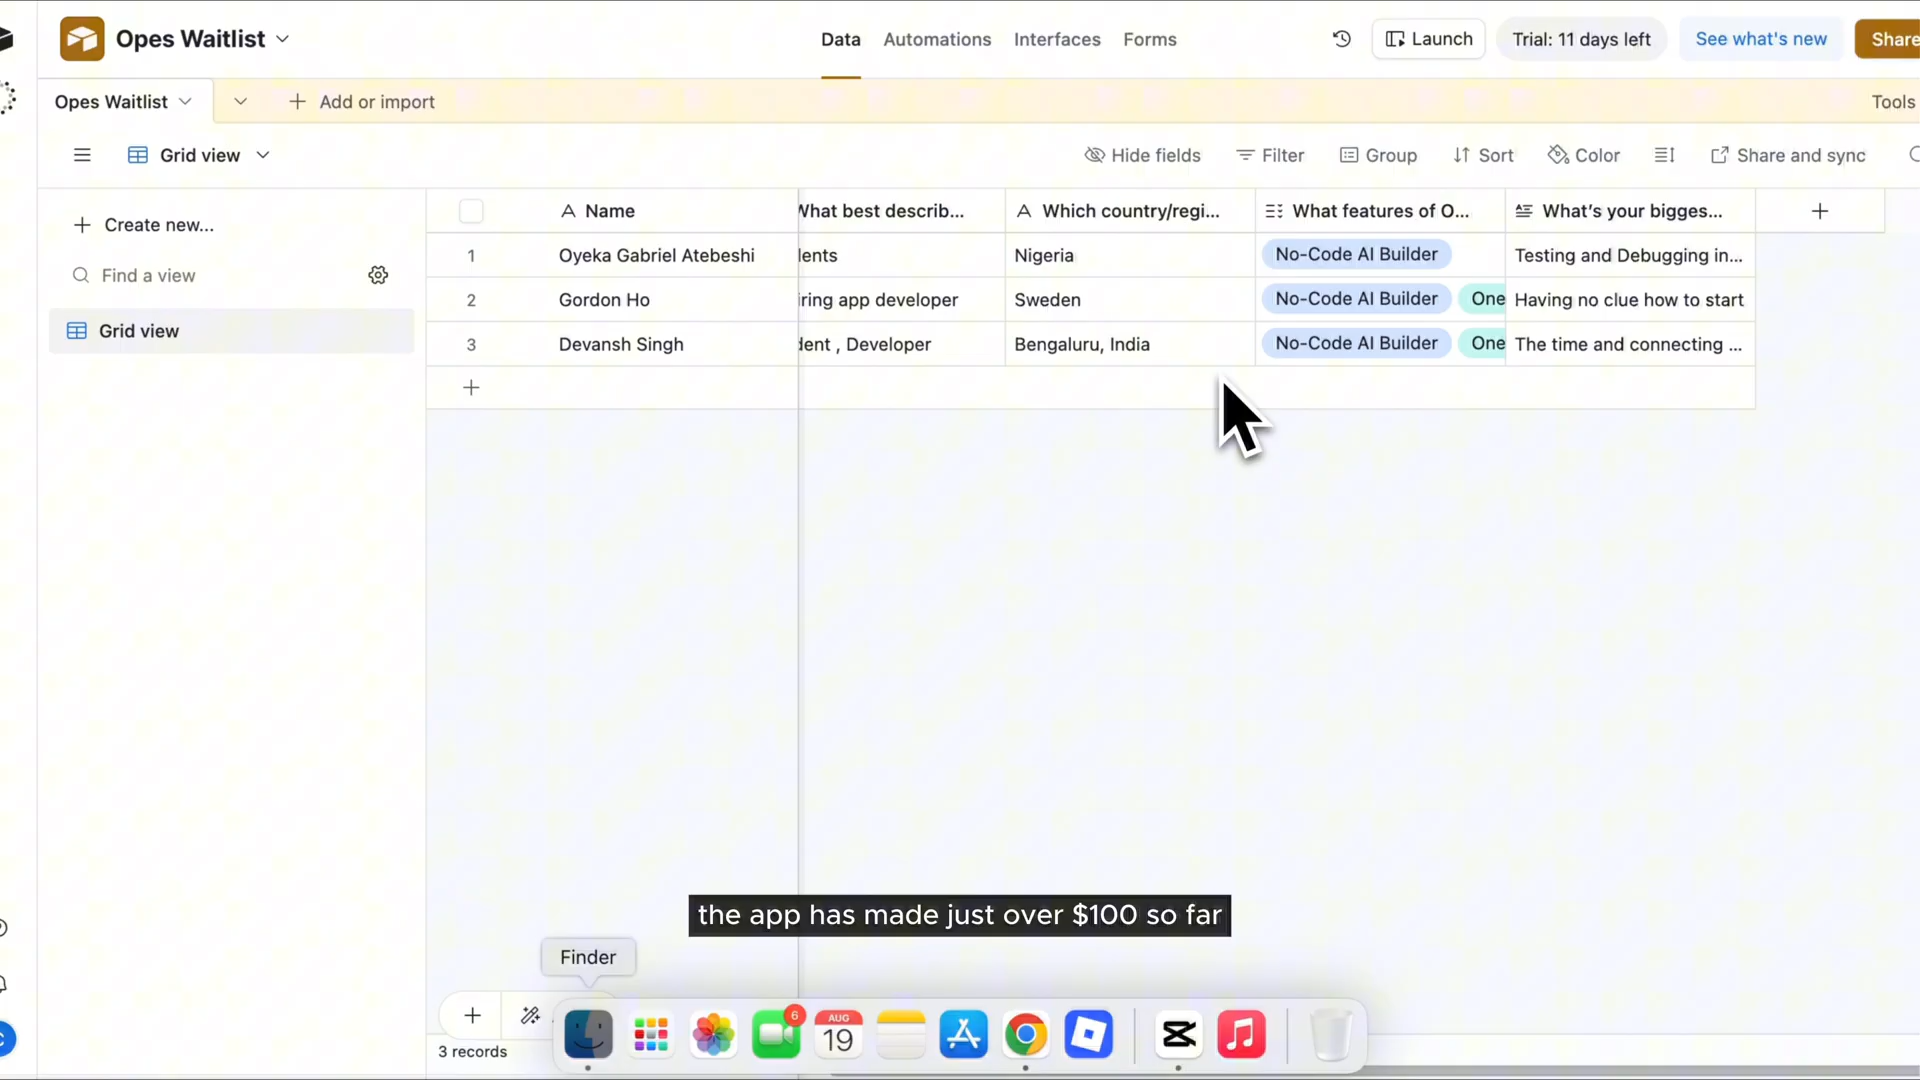 Opes Waitlist
Data
Automations
Interfaces
Forms
Launch
Trial: 11 days left
See what's new
Share
Opes Waitlist
Add or import
Tools
Grid view
Hide fields
Filter
Group
Sort
Color
Share and sync
Create new...
Find a view
Grid view
Name
What best describ...
Which country/regi...
What features of O...
What's your bigges...
1
Oyeka Gabriel Atebeshi
lents
Nigeria
No-Code AI Builder
Testing and Debugging in...
2
Gordon Ho
iring app developer
Sweden
No-Code AI Builder
One
Having no clue how to start
3
Devansh Singh
dent , Developer
Bengaluru, India
No-Code AI Builder
One
The time and connecting ...
the app has made just over $100 so far
Finder
6
AUG
19
3 records